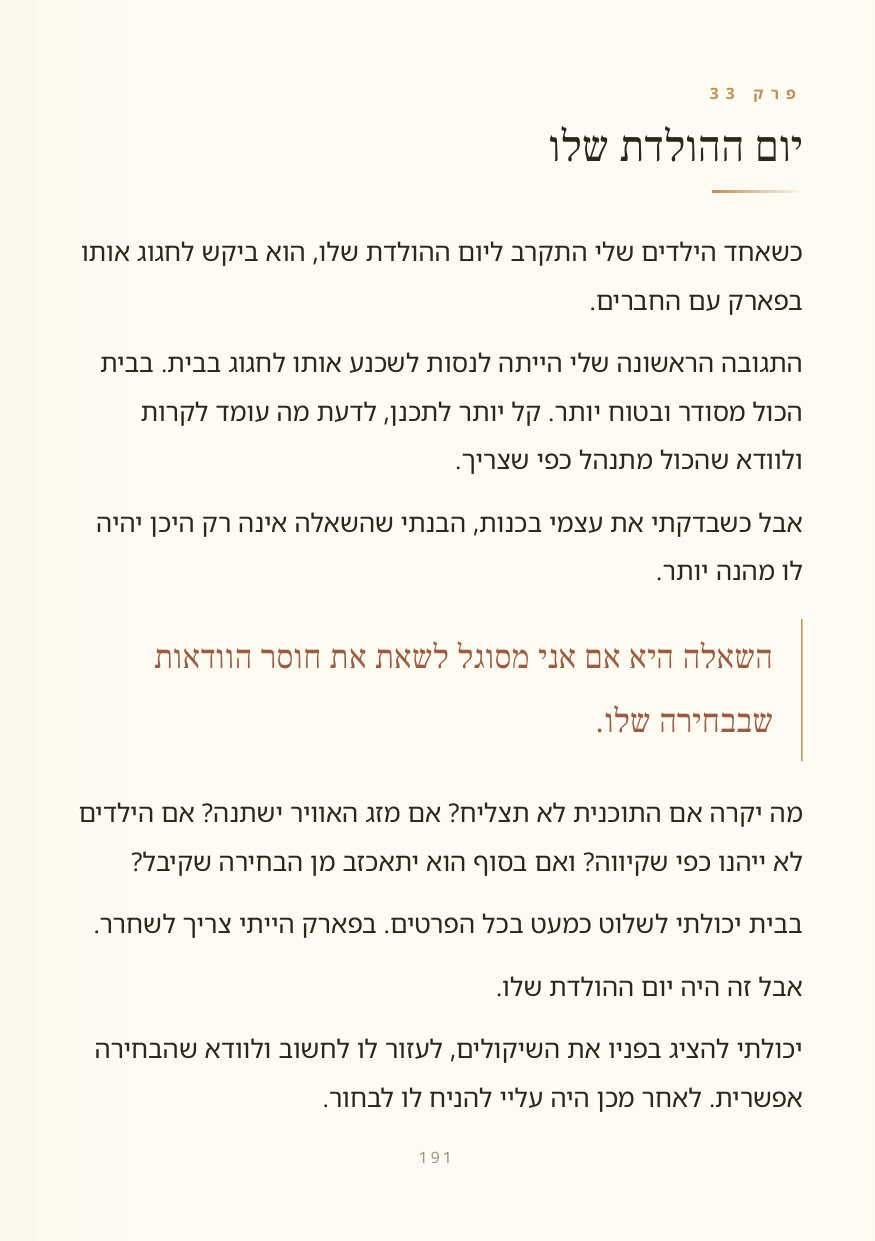 פרק 33
יום ההולדת שלו
כשאחד הילדים שלי התקרב ליום ההולדת שלו, הוא ביקש לחגוג אותו
בפארק עם החברים.
התגובה הראשונה שלי הייתה לנסות לשכנע אותו לחגוג בבית. בבית
הכול מסודר ובטוח יותר. קל יותר לתכנן, לדעת מה עומד לקרות
ולוודא שהכול מתנהל כפי שצריך.
אבל כשבדקתי את עצמי בכנות, הבנתי שהשאלה אינה רק היכן יהיה
לו מהנה יותר.
השאלה היא אם אני מסוגל לשאת את חוסר הוודאות
שבבחירה שלו.
מה יקרה אם התוכנית לא תצליח? אם מזג האוויר ישתנה? אם הילדים
לא ייהנו כפי שקיווה? ואם בסוף הוא יתאכזב מן הבחירה שקיבל?
בבית יכולתי לשלוט כמעט בכל הפרטים. בפארק הייתי צריך לשחרר.
אבל זה היה יום ההולדת שלו.
יכולתי להציג בפניו את השיקולים, לעזור לו לחשוב ולוודא שהבחירה
אפשרית. לאחר מכן היה עליי להניח לו לבחור.
191